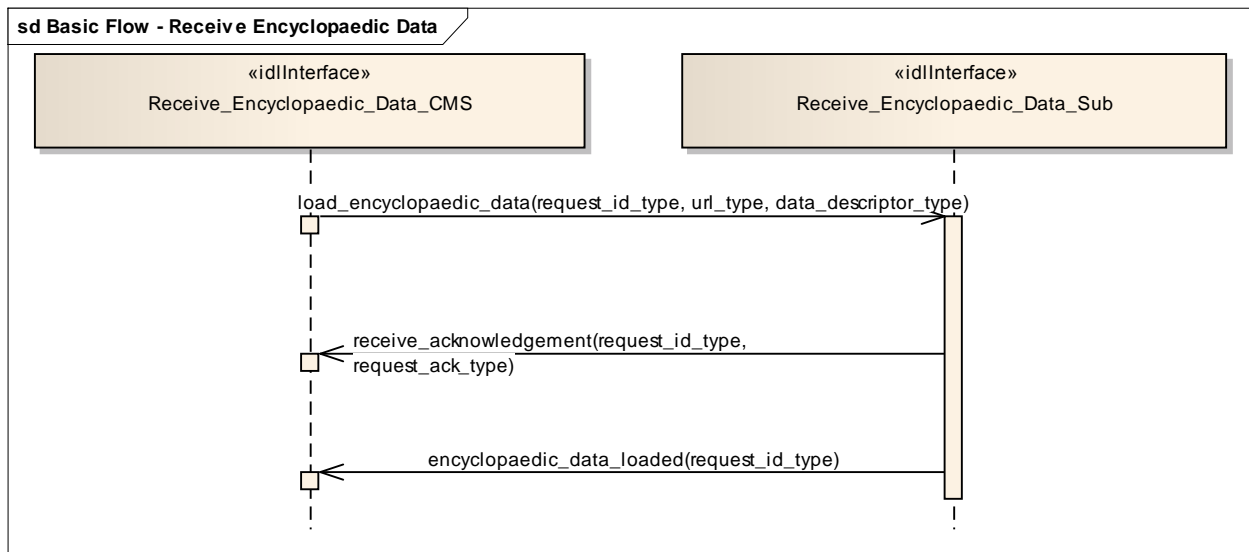 sd Basic Flow - Receive Encyclopaedic Data
«idlInterface»
Receive_Encyclopaedic_Data_CMS
«idlInterface»
Receive_Encyclopaedic_Data_Sub
load_encyclopaedic_data(request_id_type, url_type, data_descriptor_type)
receive_acknowledgement(request_id_type,
request_ack_type)
encyclopaedic_data_loaded(request_id_type)